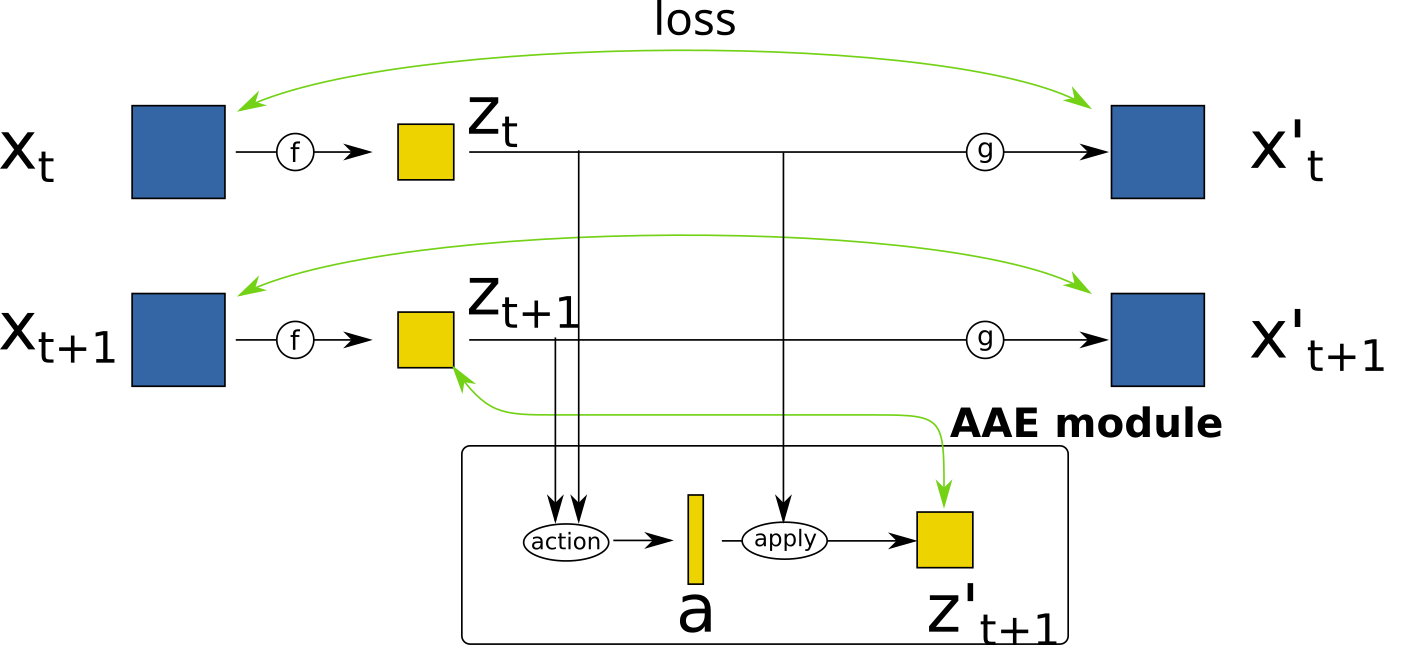 loss
x_t
f
z_t
g
x'_t
x_{t+1}
f
z_{t+1}
g
x'_{t+1}
AAE module
action
a
apply
z'_{t+1}